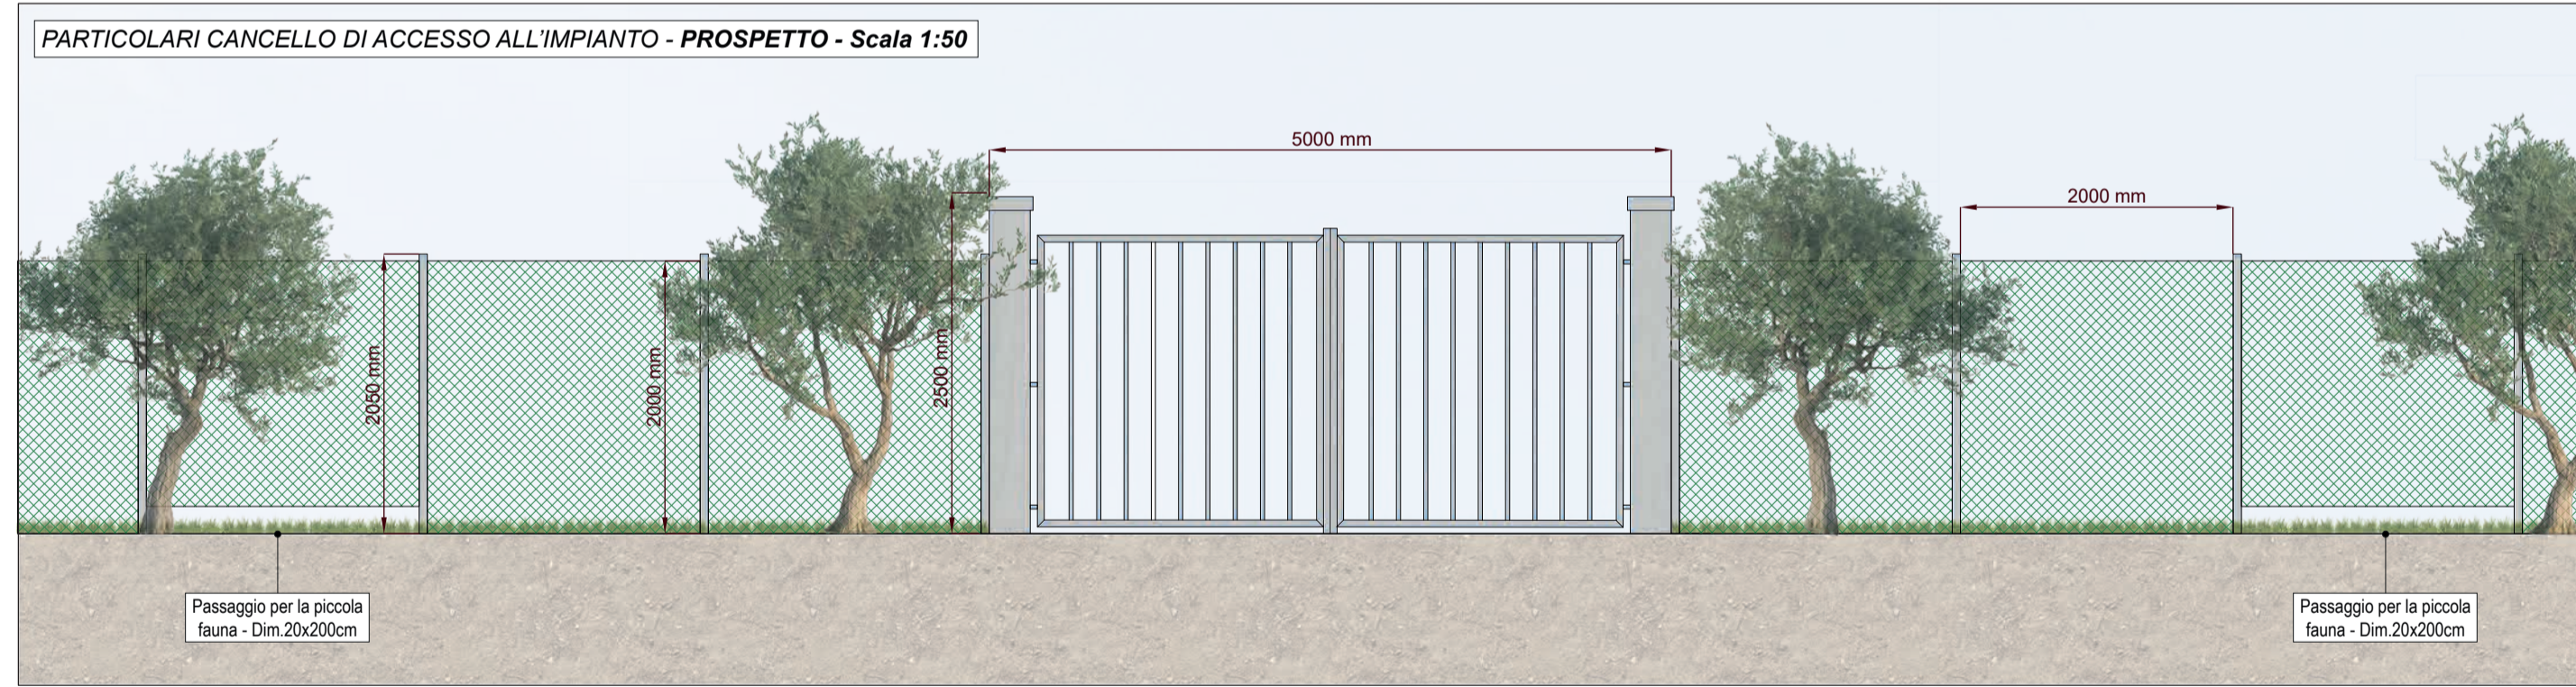 PARTICOLARI CANCELLO DI ACCESSO ALL'IMPIANTO - PROSPETTO - Scala 1:50
5000 mm
2000 mm
2050 mm
2000 mm
2500 mm
Passaggio per la piccola
fauna - Dim.20x200cm
Passaggio per la piccola
fauna - Dim.20x200cm